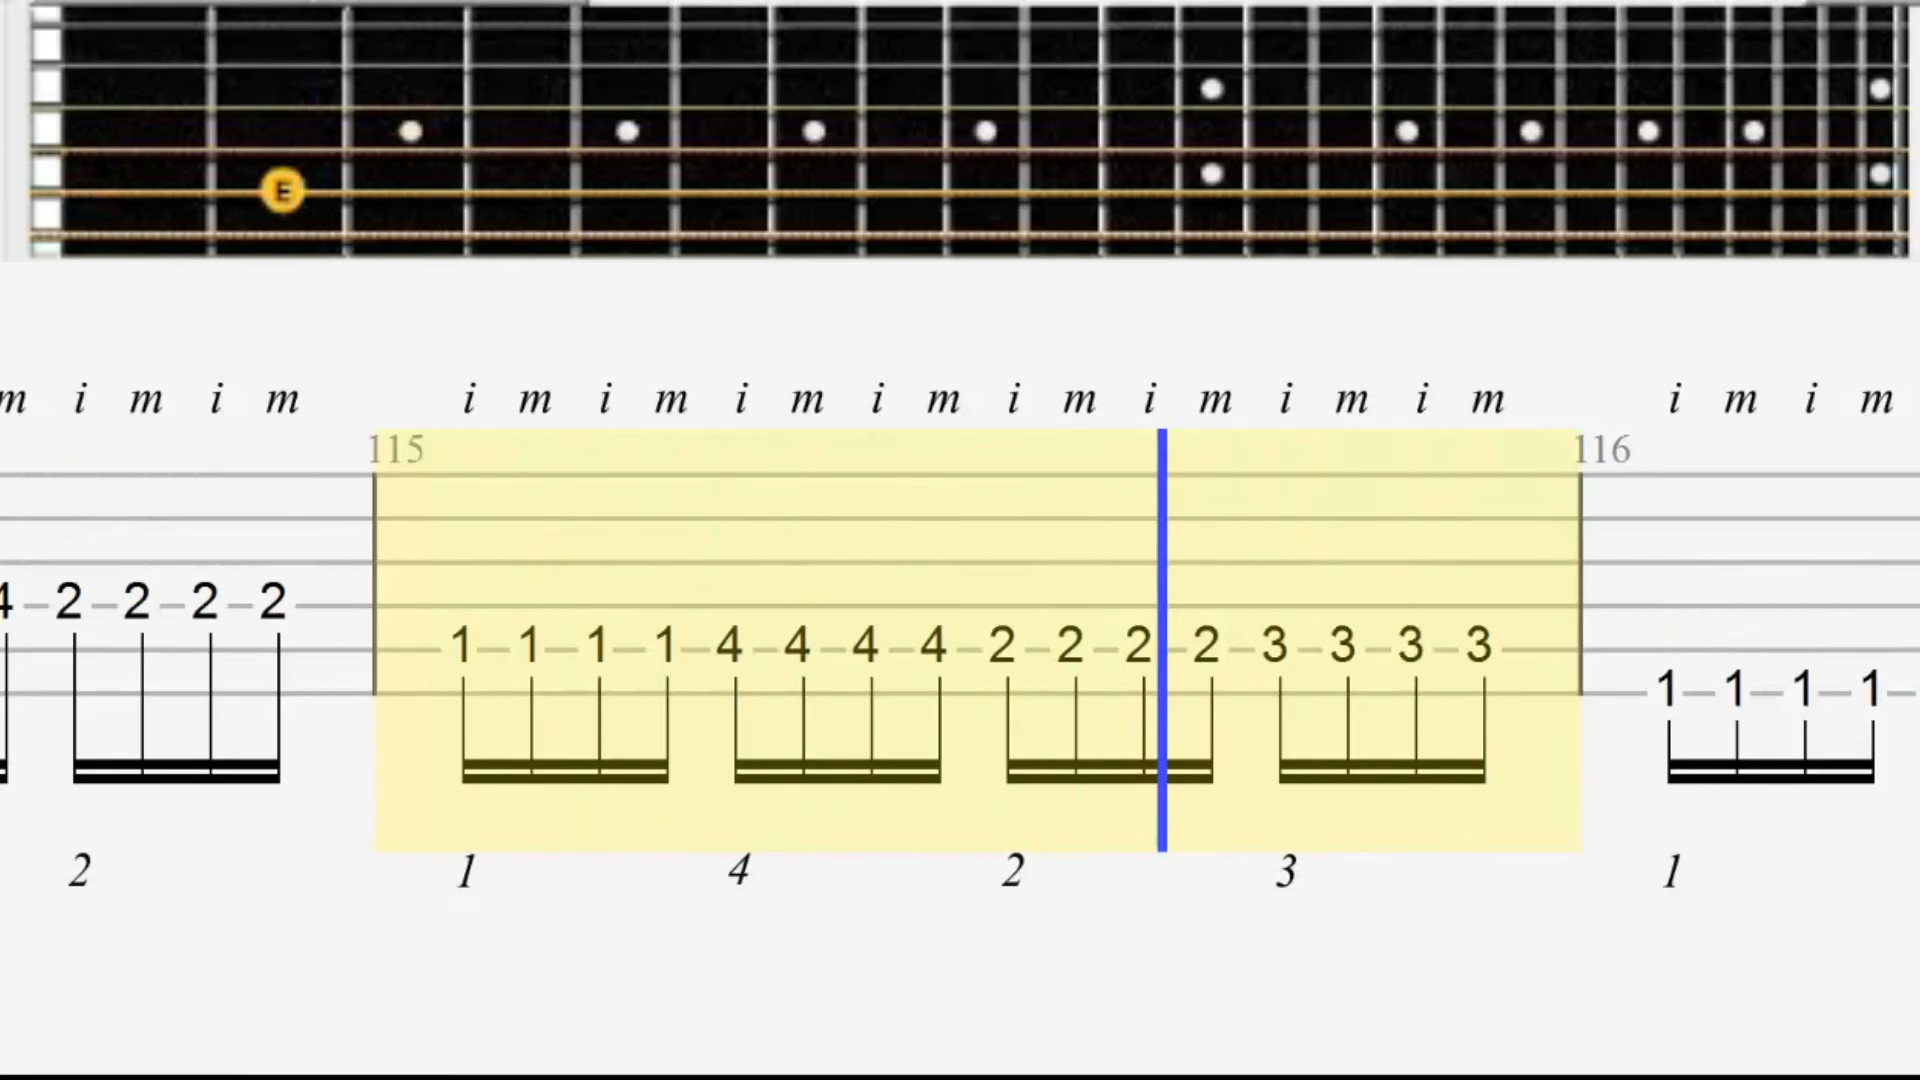 E
m i m i m i m i m i m i m i m i m i m i m i m i m
115 116
4 2 2 2 2
1 1 1 1 4 4 4 4 2 2 2 2 3 3 3 3
1 1 1 1
2 1 4 2 3 1